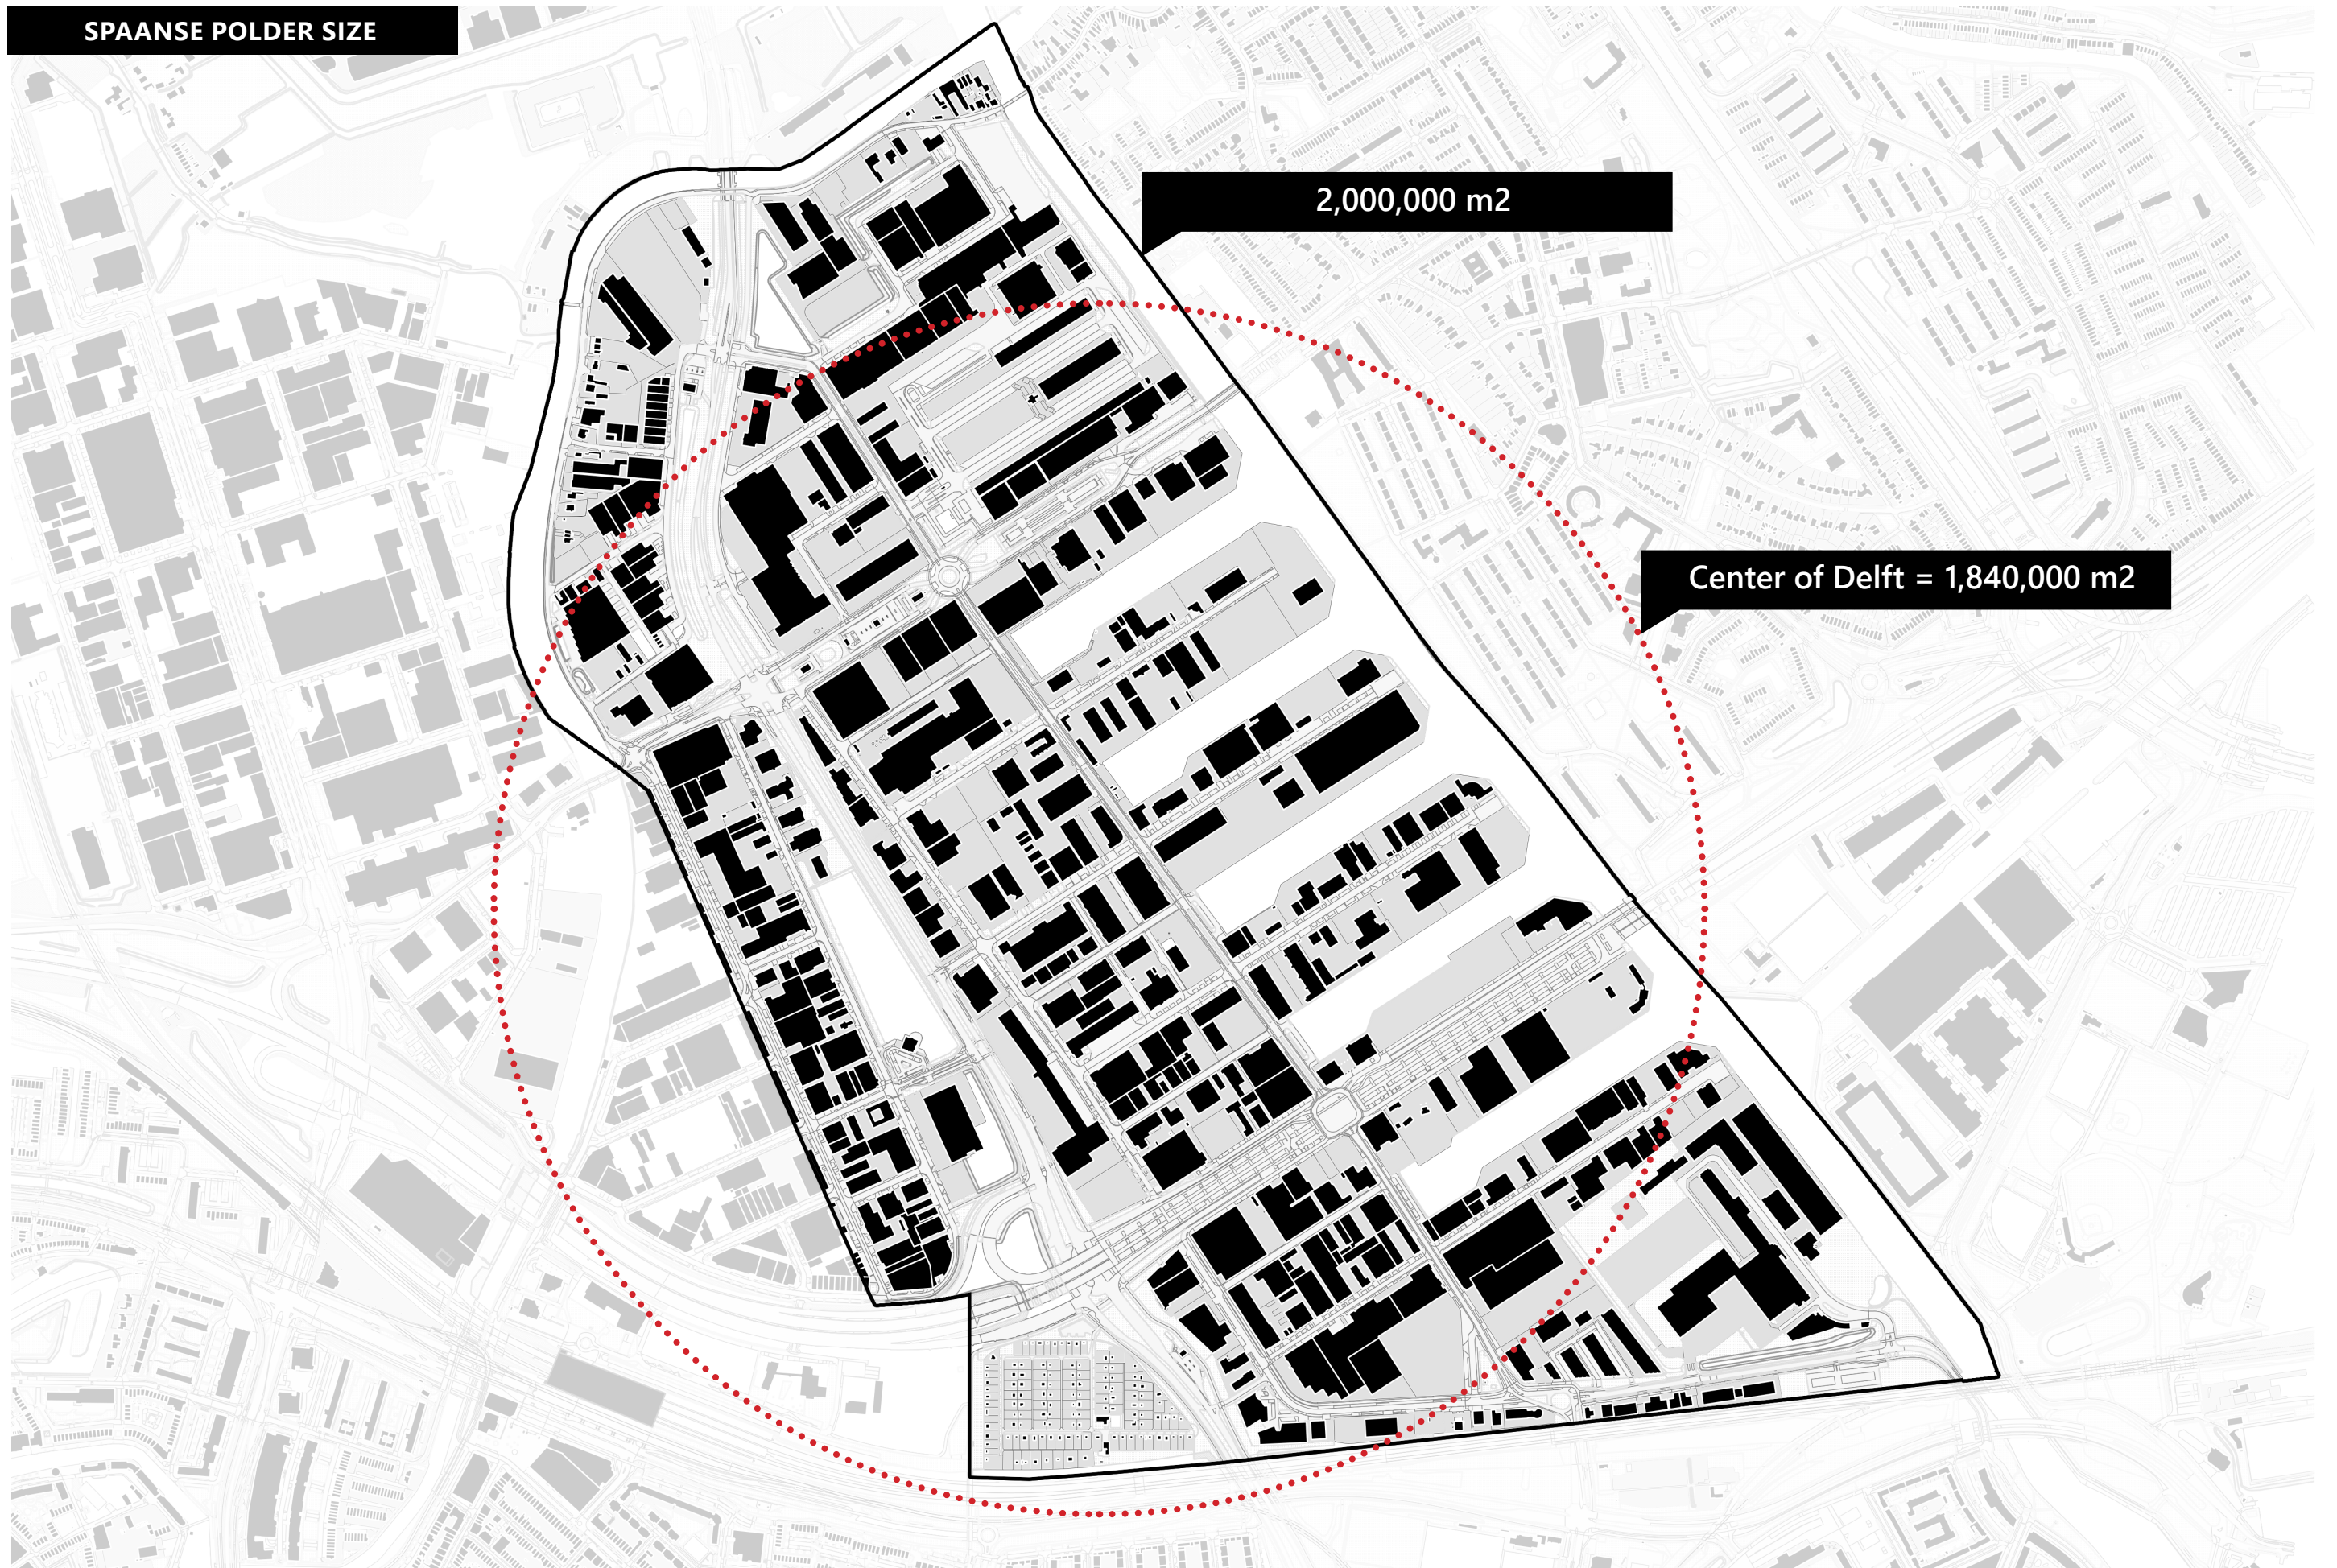 SPAANSE POLDER SIZE
2,000,000 m2
Center of Delft = 1,840,000 m2